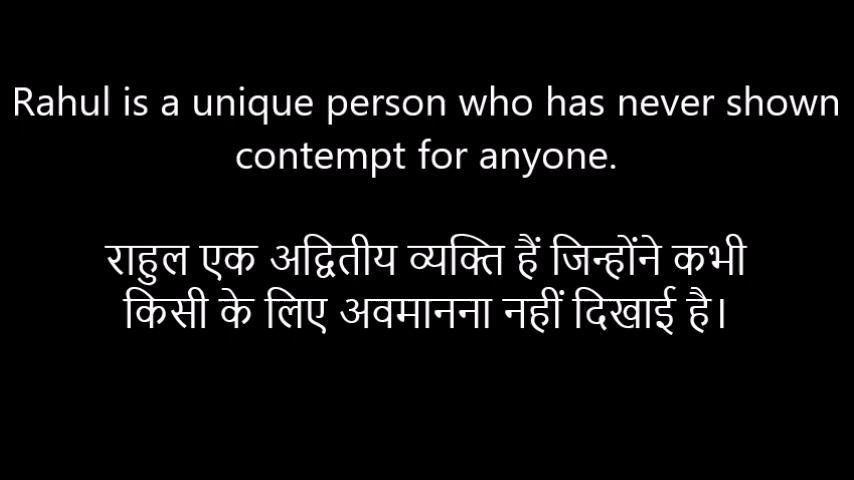 Rahul is a unique person who has never shown
contempt for anyone.
राहुल एक अद्वितीय व्यक्ति हैं जिन्होंने कभी
किसी के लिए अवमानना नहीं दिखाई है।